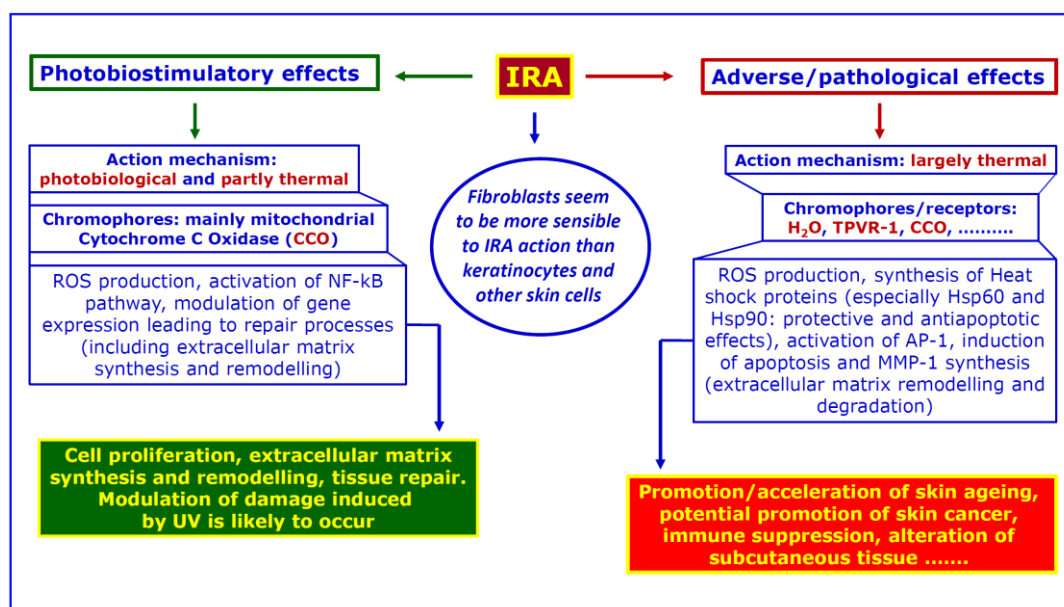 IRA
Photobiostimulatory effects
Action mechanism:
photobiological and partly thermal
Chromophores: mainly mitochondrial
Cytochrome C Oxidase (CCO)
ROS production, activation of NF-kB
pathway, modulation of gene
expression leading to repair processes
(including extracellular matrix
synthesis and remodelling)
Cell proliferation, extracellular matrix
synthesis and remodelling, tissue repair.
Modulation of damage induced
by UV is likely to occur
Fibroblasts seem
to be more sensible
to IRA action than
keratinocytes and
other skin cells
Adverse/pathological effects
Action mechanism: largely thermal
Chromophores/receptors:
H₂O, TPVR-1, CCO, ..........
ROS production, synthesis of Heat
shock proteins (especially Hsp60 and
Hsp90: protective and antiapoptotic
effects), activation of AP-1, induction
of apoptosis and MMP-1 synthesis
(extracellular matrix remodelling and
degradation)
Promotion/acceleration of skin ageing,
potential promotion of skin cancer,
immune suppression, alteration of
subcutaneous tissue .......